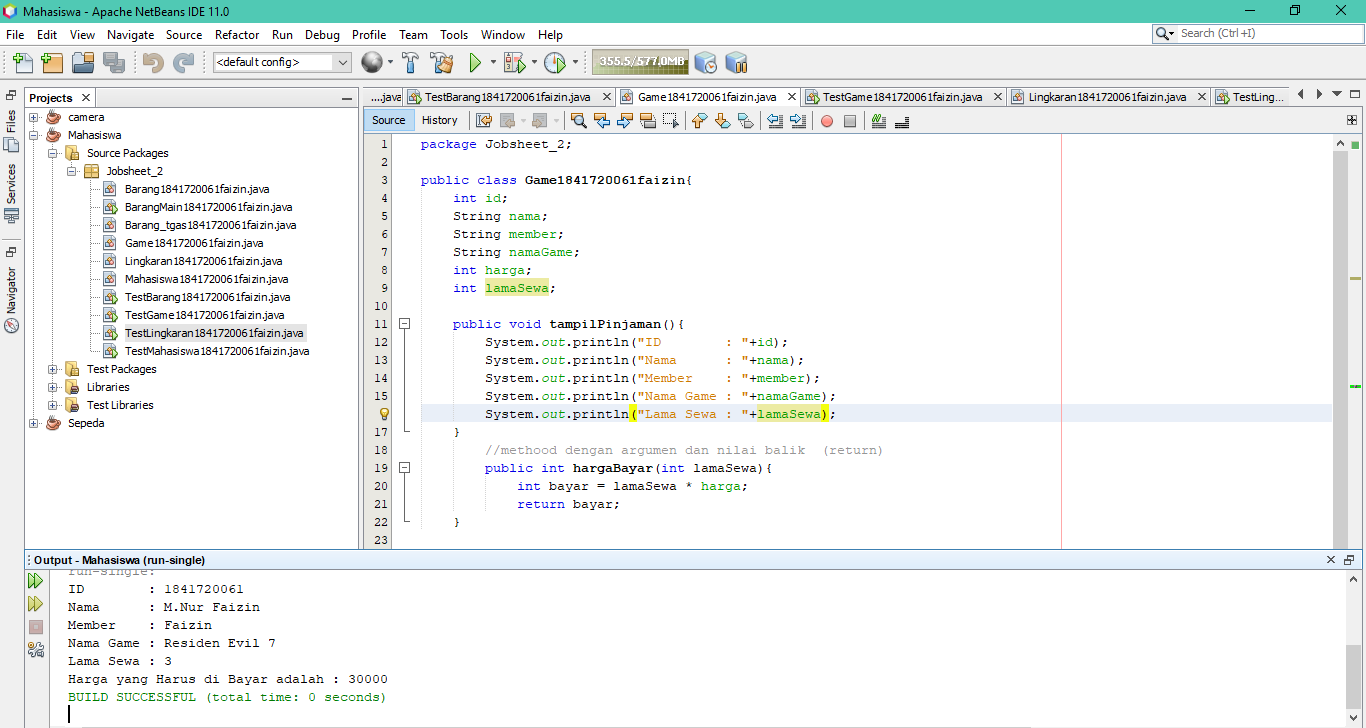 Mahasiswa - Apache NetBeans IDE 11.0
File Edit View Navigate Source Refactor Run Debug Profile Team Tools Window Help
Search (Ctrl+I)
<default config>
355.5/577.0MB
Projects
Files
Services
Navigator
camera
Mahasiswa
Source Packages
Jobsheet_2
Barang1841720061faizin.java
BarangMain1841720061faizin.java
Barang_tgas1841720061faizin.java
Game1841720061faizin.java
Lingkaran1841720061faizin.java
Mahasiswa1841720061faizin.java
TestBarang1841720061faizin.java
TestGame1841720061faizin.java
TestLingkaran1841720061faizin.java
TestMahasiswa1841720061faizin.java
Test Packages
Libraries
Test Libraries
Sepeda
....java TestBarang1841720061faizin.java Game1841720061faizin.java TestGame1841720061faizin.java Lingkaran1841720061faizin.java TestLing...
Source History
1 package Jobsheet_2;
2
3 public class Game1841720061faizin{
4 int id;
5 String nama;
6 String member;
7 String namaGame;
8 int harga;
9 int lamaSewa;
10
11 public void tampilPinjaman(){
12 System.out.println("ID        : "+id);
13 System.out.println("Nama      : "+nama);
14 System.out.println("Member    : "+member);
15 System.out.println("Nama Game : "+namaGame);
System.out.println("Lama Sewa : "+lamaSewa);
17 }
18 //methood dengan argumen dan nilai balik  (return)
19 public int hargaBayar(int lamaSewa){
20 int bayar = lamaSewa * harga;
21 return bayar;
22 }
23
Output - Mahasiswa (run-single)
run-single:
ID        : 1841720061
Nama      : M.Nur Faizin
Member    : Faizin
Nama Game : Residen Evil 7
Lama Sewa : 3
Harga yang Harus di Bayar adalah : 30000
BUILD SUCCESSFUL (total time: 0 seconds)